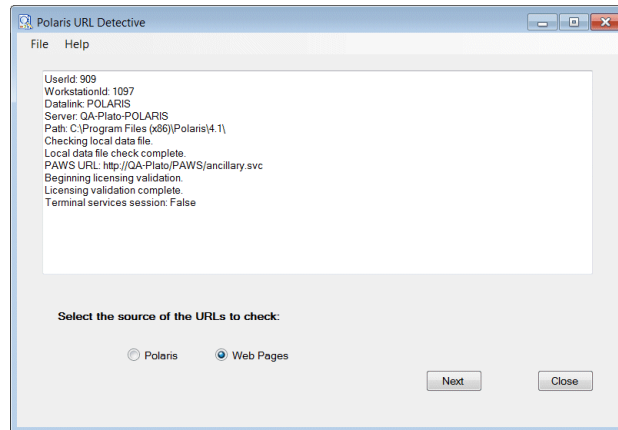 Polaris URL Detective
File Help
UserId: 909
WorkstationId: 1097
Datalink: POLARIS
Server: QA-Plato-POLARIS
Path: C:\Program Files (x86)\Polaris\4.1\
Checking local data file.
Local data file check complete.
PAWS URL: http://QA-Plato/PAWS/ancillary.svc
Beginning licensing validation.
Licensing validation complete.
Terminal services session: False
Select the source of the URLs to check:
Polaris Web Pages
Next Close